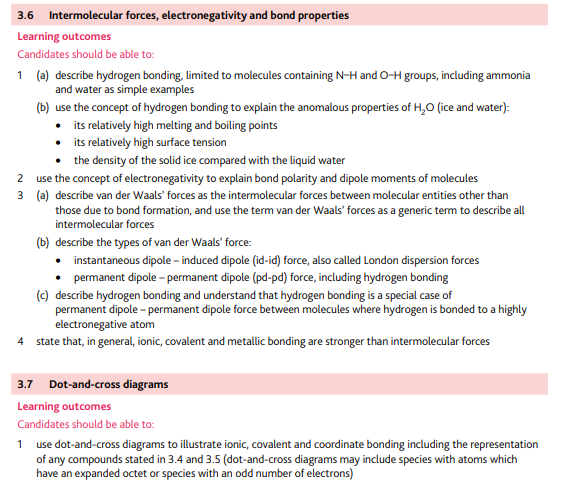 3.6 Intermolecular forces, electronegativity and bond properties
Learning outcomes
Candidates should be able to:
1 (a) describe hydrogen bonding, limited to molecules containing N–H and O–H groups, including ammonia
and water as simple examples
(b) use the concept of hydrogen bonding to explain the anomalous properties of H₂O (ice and water):
• its relatively high melting and boiling points
• its relatively high surface tension
• the density of the solid ice compared with the liquid water
2 use the concept of electronegativity to explain bond polarity and dipole moments of molecules
3 (a) describe van der Waals' forces as the intermolecular forces between molecular entities other than
those due to bond formation, and use the term van der Waals' forces as a generic term to describe all
intermolecular forces
(b) describe the types of van der Waals' force:
• instantaneous dipole – induced dipole (id-id) force, also called London dispersion forces
• permanent dipole – permanent dipole (pd-pd) force, including hydrogen bonding
(c) describe hydrogen bonding and understand that hydrogen bonding is a special case of
permanent dipole – permanent dipole force between molecules where hydrogen is bonded to a highly
electronegative atom
4 state that, in general, ionic, covalent and metallic bonding are stronger than intermolecular forces
3.7 Dot-and-cross diagrams
Learning outcomes
Candidates should be able to:
1 use dot-and-cross diagrams to illustrate ionic, covalent and coordinate bonding including the representation
of any compounds stated in 3.4 and 3.5 (dot-and-cross diagrams may include species with atoms which
have an expanded octet or species with an odd number of electrons)